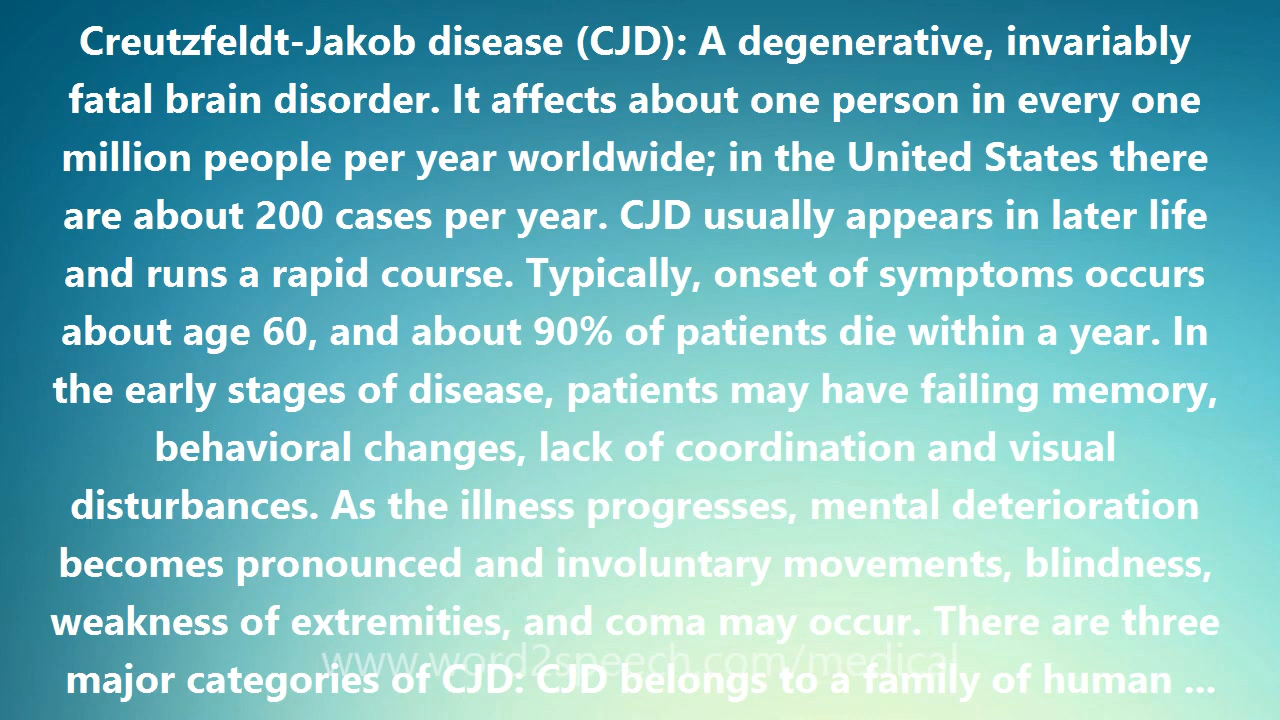 Creutzfeldt-Jakob disease (CJD): A degenerative, invariably
fatal brain disorder. It affects about one person in every one
million people per year worldwide; in the United States there
are about 200 cases per year. CJD usually appears in later life
and runs a rapid course. Typically, onset of symptoms occurs
about age 60, and about 90% of patients die within a year. In
the early stages of disease, patients may have failing memory,
behavioral changes, lack of coordination and visual
disturbances. As the illness progresses, mental deterioration
becomes pronounced and involuntary movements, blindness,
weakness of extremities, and coma may occur. There are three
www.word2speech.com/medical
major categories of CJD: CJD belongs to a family of human ...